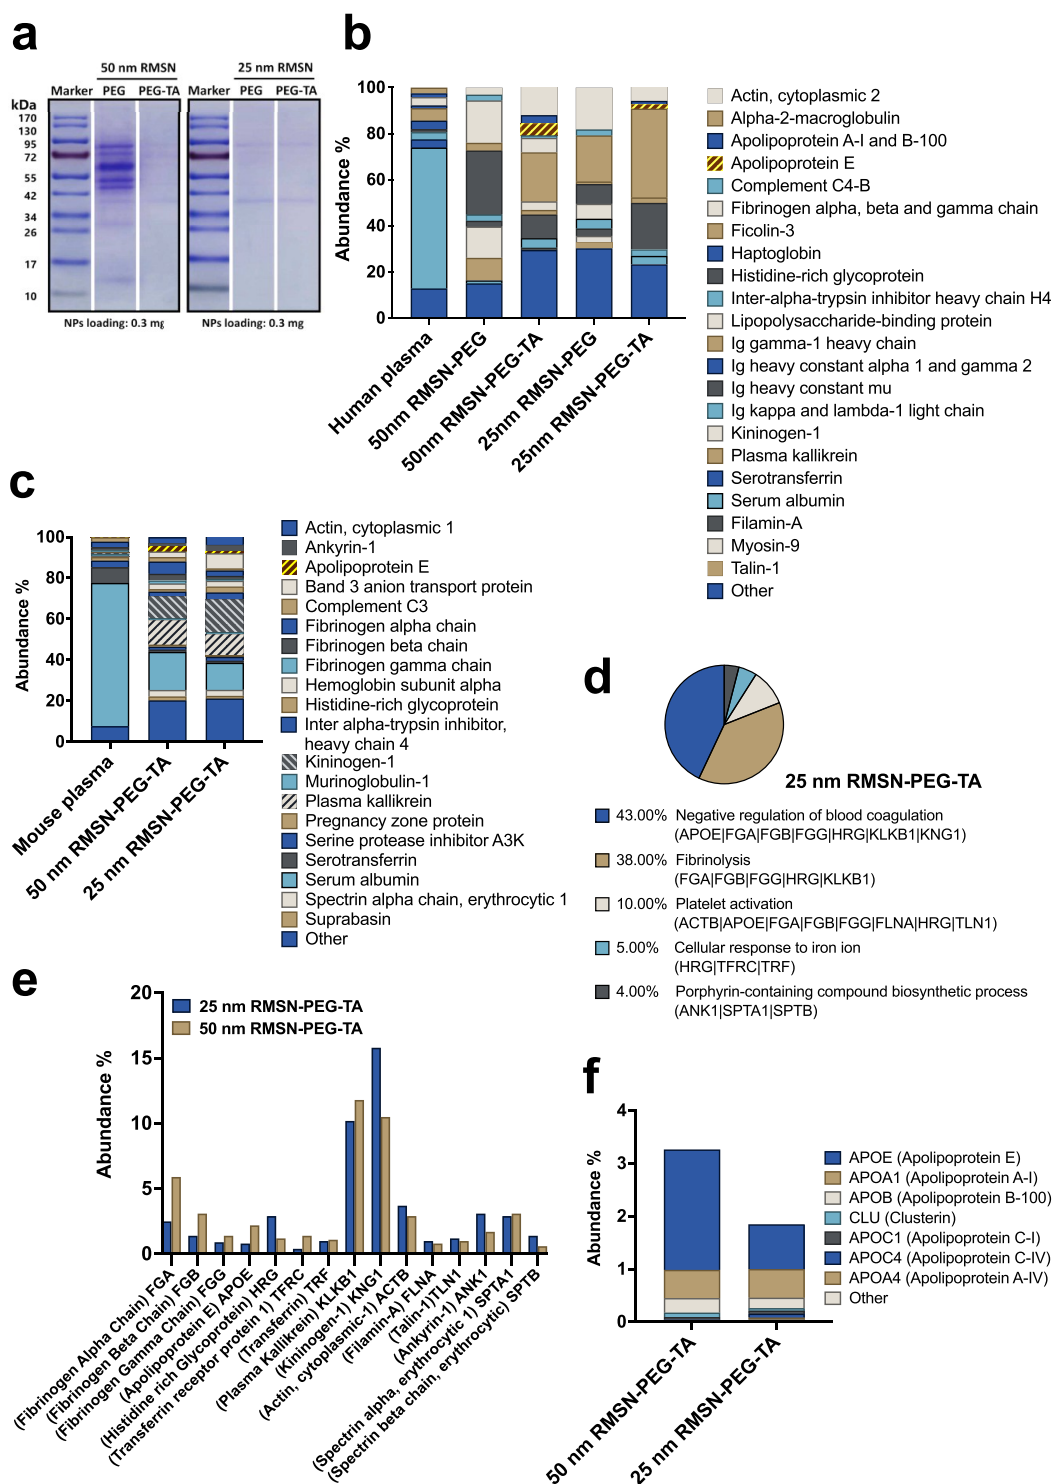 a
50 nm RMSN
25 nm RMSN
Marker PEG PEG-TA
Marker PEG PEG-TA
kDa
170
130
95
72
55
42
34
26
17
10
NPs loading: 0.3 mg
NPs loading: 0.3 mg
b
Abundance %
100
80
60
40
20
0
Human plasma
50nm RMSN-PEG
50nm RMSN-PEG-TA
25nm RMSN-PEG
25nm RMSN-PEG-TA
Actin, cytoplasmic 2
Alpha-2-macroglobulin
Apolipoprotein A-I and B-100
Apolipoprotein E
Complement C4-B
Fibrinogen alpha, beta and gamma chain
Ficolin-3
Haptoglobin
Histidine-rich glycoprotein
Inter-alpha-trypsin inhibitor heavy chain H4
Lipopolysaccharide-binding protein
Ig gamma-1 heavy chain
Ig heavy constant alpha 1 and gamma 2
Ig heavy constant mu
Ig kappa and lambda-1 light chain
Kininogen-1
Plasma kallikrein
Serotransferrin
Serum albumin
Filamin-A
Myosin-9
Talin-1
Other
c
Abundance %
100
80
60
40
20
0
Mouse plasma
50 nm RMSN-PEG-TA
25 nm RMSN-PEG-TA
Actin, cytoplasmic 1
Ankyrin-1
Apolipoprotein E
Band 3 anion transport protein
Complement C3
Fibrinogen alpha chain
Fibrinogen beta chain
Fibrinogen gamma chain
Hemoglobin subunit alpha
Histidine-rich glycoprotein
Inter alpha-trypsin inhibitor,
heavy chain 4
Kininogen-1
Murinoglobulin-1
Plasma kallikrein
Pregnancy zone protein
Serine protease inhibitor A3K
Serotransferrin
Serum albumin
Spectrin alpha chain, erythrocytic 1
Suprabasin
Other
d
25 nm RMSN-PEG-TA
43.00% Negative regulation of blood coagulation
(APOE|FGA|FGB|FGG|HRG|KLKB1|KNG1)
38.00% Fibrinolysis
(FGA|FGB|FGG|HRG|KLKB1)
10.00% Platelet activation
(ACTB|APOE|FGA|FGB|FGG|FLNA|HRG|TLN1)
5.00% Cellular response to iron ion
(HRG|TFRC|TRF)
4.00% Porphyrin-containing compound biosynthetic process
(ANK1|SPTA1|SPTB)
e
Abundance %
20
15
10
5
0
25 nm RMSN-PEG-TA
50 nm RMSN-PEG-TA
(Fibrinogen Alpha Chain) FGA
(Fibrinogen Beta Chain) FGB
(Fibrinogen Gamma Chain) FGG
(Apolipoprotein E) APOE
(Histidine rich Glycoprotein) HRG
(Transferrin receptor protein 1) TFRC
(Transferrin) TRF
(Plasma Kallikrein) KLKB1
(Kininogen-1) KNG1
(Actin, cytoplasmic-1) ACTB
(Filamin-A) FLNA
(Talin-1)TLN1
(Ankyrin-1) ANK1
(Spectrin alpha, erythrocytic 1) SPTA1
(Spectrin beta chain, erythrocytic) SPTB
f
Abundance %
4
3
2
1
0
50 nm RMSN-PEG-TA
25 nm RMSN-PEG-TA
APOE (Apolipoprotein E)
APOA1 (Apolipoprotein A-I)
APOB (Apolipoprotein B-100)
CLU (Clusterin)
APOC1 (Apolipoprotein C-I)
APOC4 (Apolipoprotein C-IV)
APOA4 (Apolipoprotein A-IV)
Other